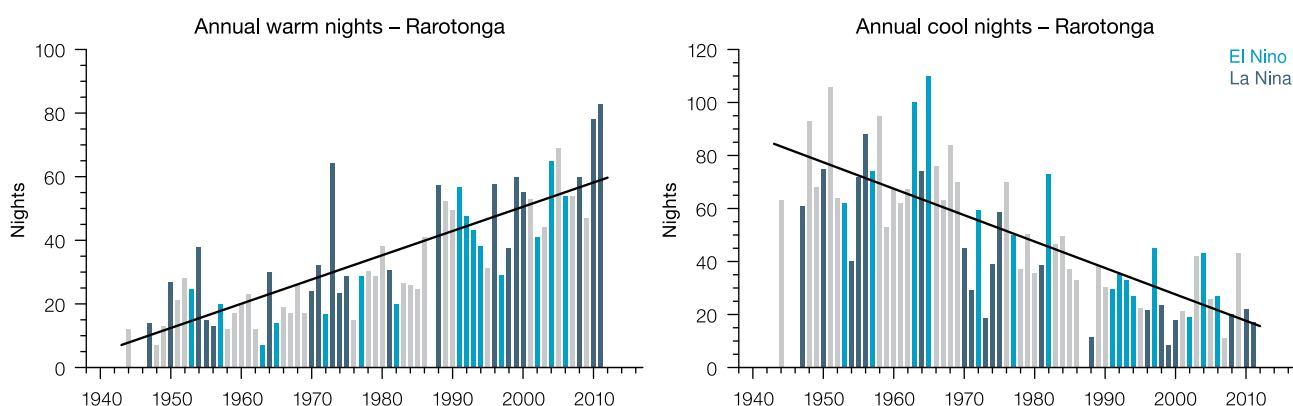 Annual warm nights – Rarotonga
Nights
100
80
60
40
20
0
1940 1950 1960 1970 1980 1990 2000 2010
Annual cool nights – Rarotonga
El Nino
La Nina
Nights
120
100
80
60
40
20
0
1940 1950 1960 1970 1980 1990 2000 2010